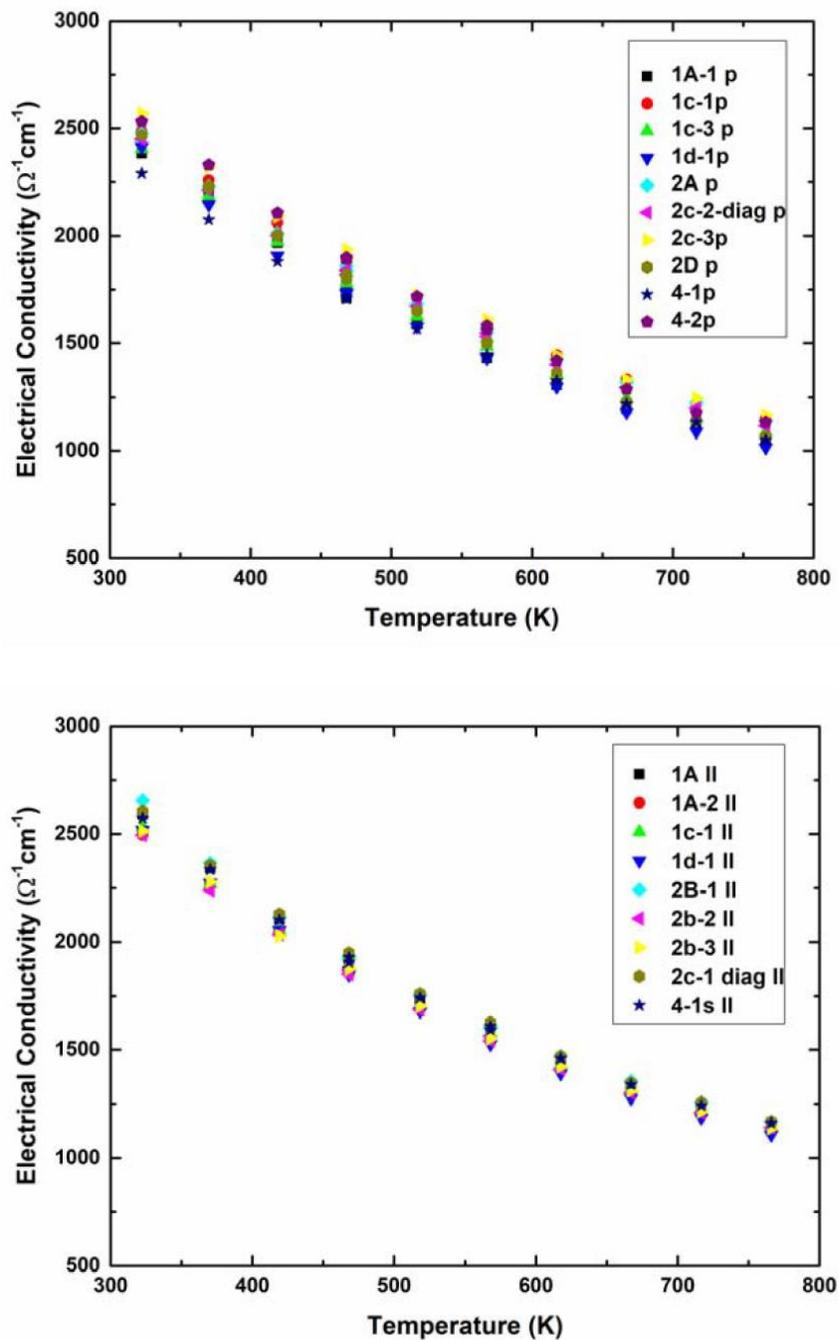 3000
2500
2000
1500
1000
500
Electrical Conductivity (Ω⁻¹cm⁻¹)
1A-1 p
1c-1p
1c-3 p
1d-1p
2A p
2c-2-diag p
2c-3p
2D p
4-1p
4-2p
300 400 500 600 700 800
Temperature (K)
3000
2500
2000
1500
1000
500
Electrical Conductivity (Ω⁻¹cm⁻¹)
1A II
1A-2 II
1c-1 II
1d-1 II
2B-1 II
2b-2 II
2b-3 II
2c-1 diag II
4-1s II
300 400 500 600 700 800
Temperature (K)